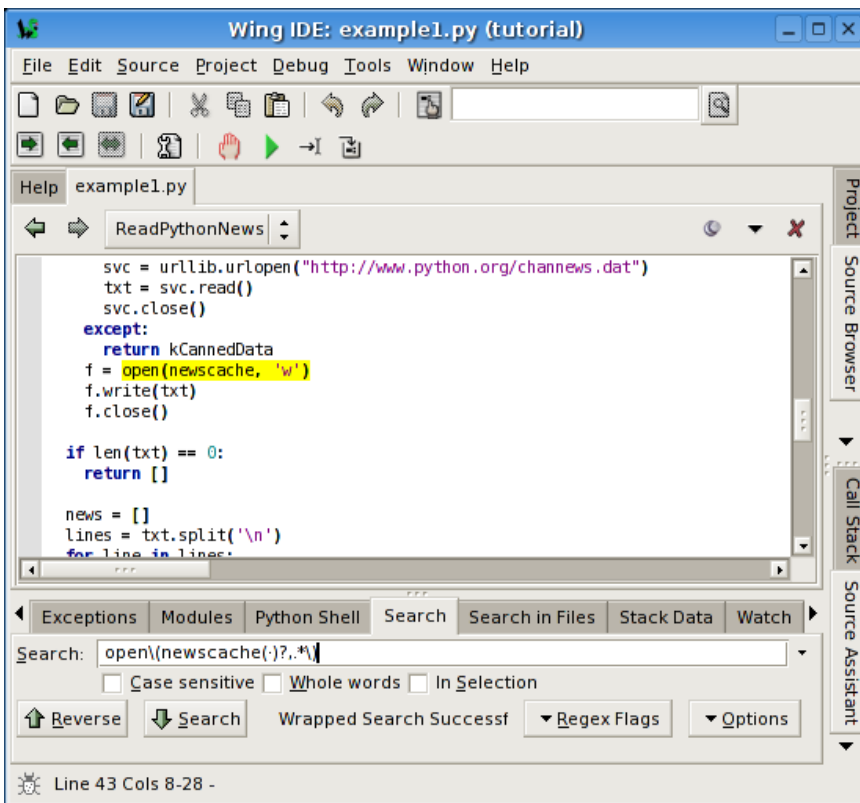 Wing IDE: example1.py (tutorial)
File Edit Source Project Debug Tools Window Help
Help example1.py
ReadPythonNews
svc = urllib.urlopen("http://www.python.org/channews.dat")
txt = svc.read()
svc.close()
except:
return kCannedData
f = open(newscache, 'w')
f.write(txt)
f.close()
if len(txt) == 0:
return []
news = []
lines = txt.split('\n')
for line in lines:
Project
Source Browser
Call Stack
Source Assistant
Exceptions Modules Python Shell Search Search in Files Stack Data Watch
Search: open\(newscache(·)?,.*\)
Case sensitive Whole words In Selection
Reverse Search Wrapped Search Successf Regex Flags Options
Line 43 Cols 8-28 -